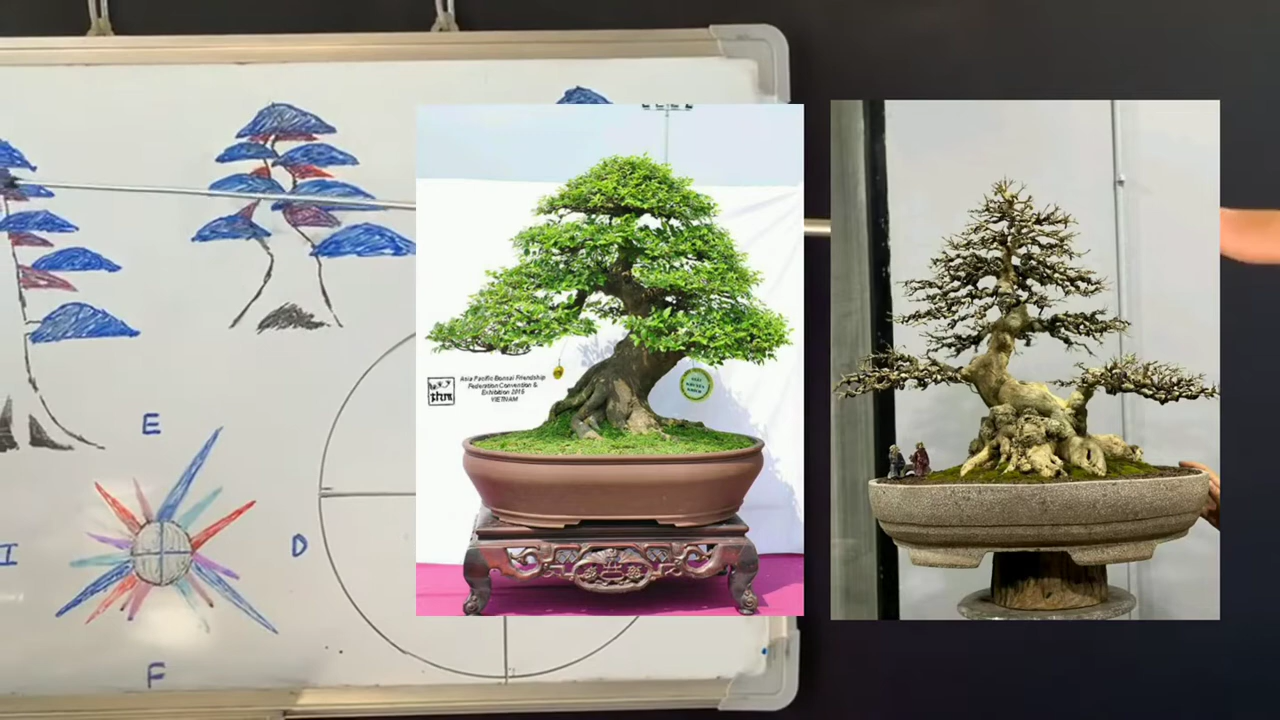 Asia Pacific Bonsai Friendship
Federation Convention &
Exhibition 2015
VIETNAM
E
I
D
F